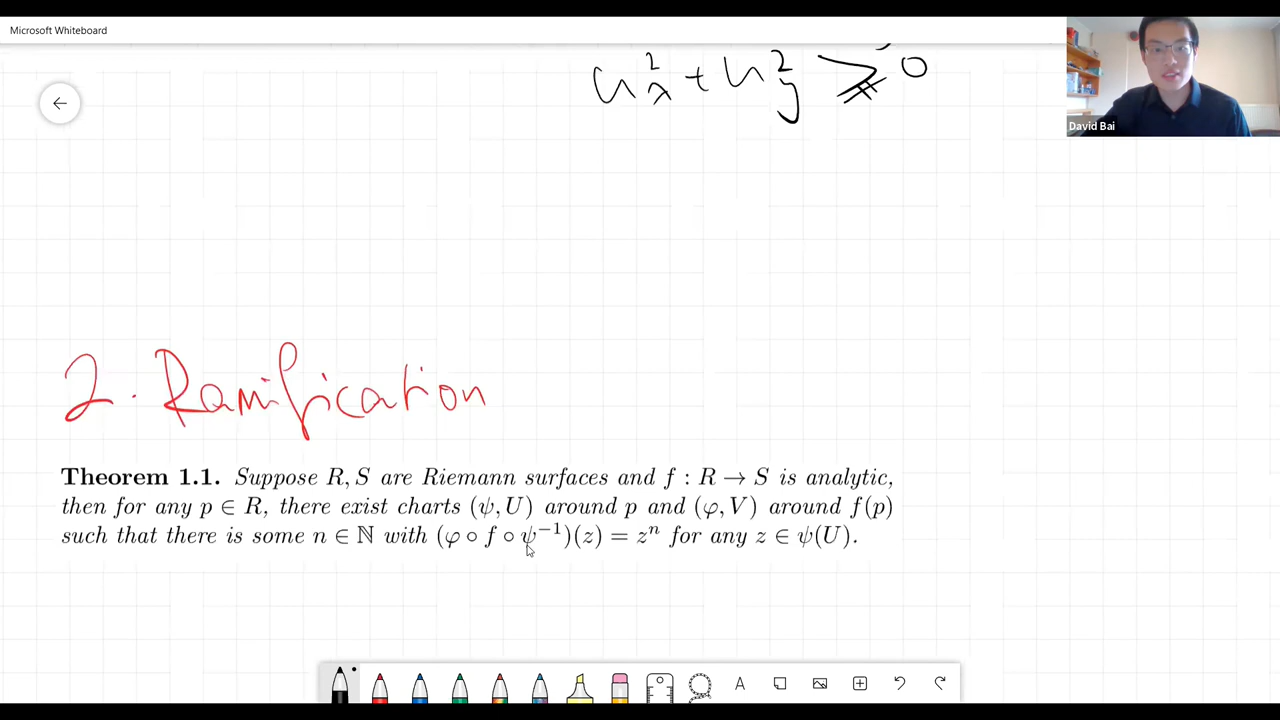 Microsoft Whiteboard
u_x^2 + u_y^2 ≥ 0
David Bai
2. Ramification
Theorem 1.1. Suppose R, S are Riemann surfaces and f : R → S is analytic,
then for any p ∈ R, there exist charts (ψ, U) around p and (φ, V) around f(p)
such that there is some n ∈ ℕ with (φ ∘ f ∘ ψ⁻¹)(z) = zⁿ for any z ∈ ψ(U).
A